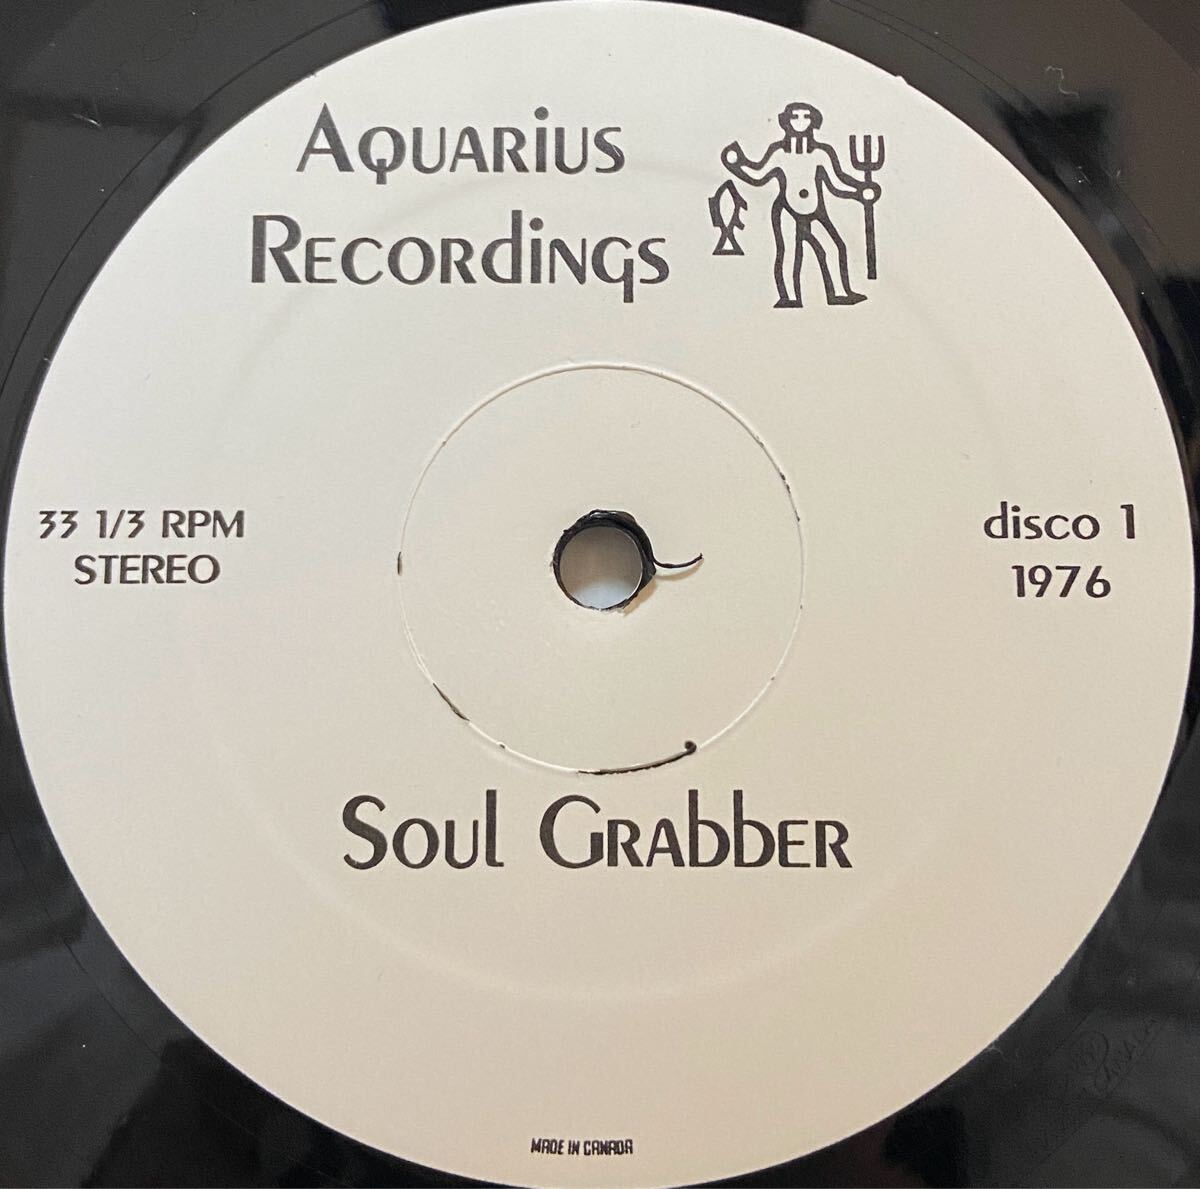 Aquarius
Recordings
33 1/3 RPM
STEREO
disco 1
1976
Soul Grabber
MADE IN CANADA